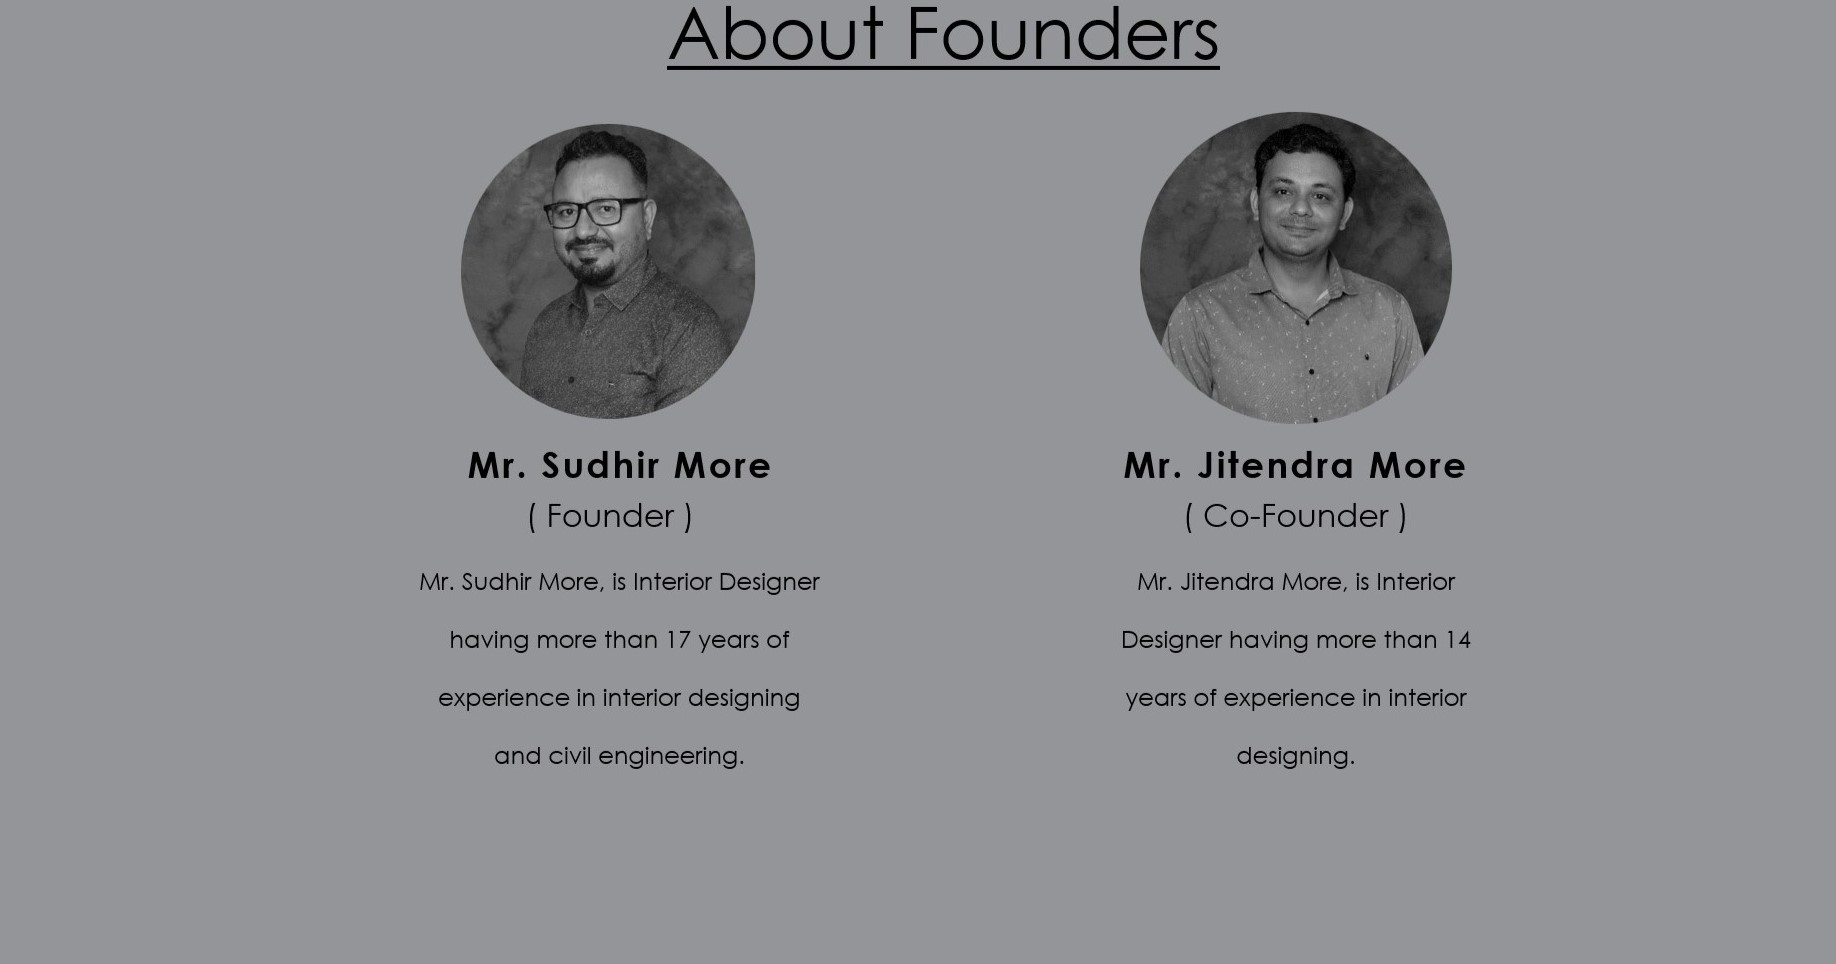 About Founders
Mr. Sudhir More
( Founder )
Mr. Sudhir More, is Interior Designer
having more than 17 years of
experience in interior designing
and civil engineering.
Mr. Jitendra More
( Co-Founder )
Mr. Jitendra More, is Interior
Designer having more than 14
years of experience in interior
designing.